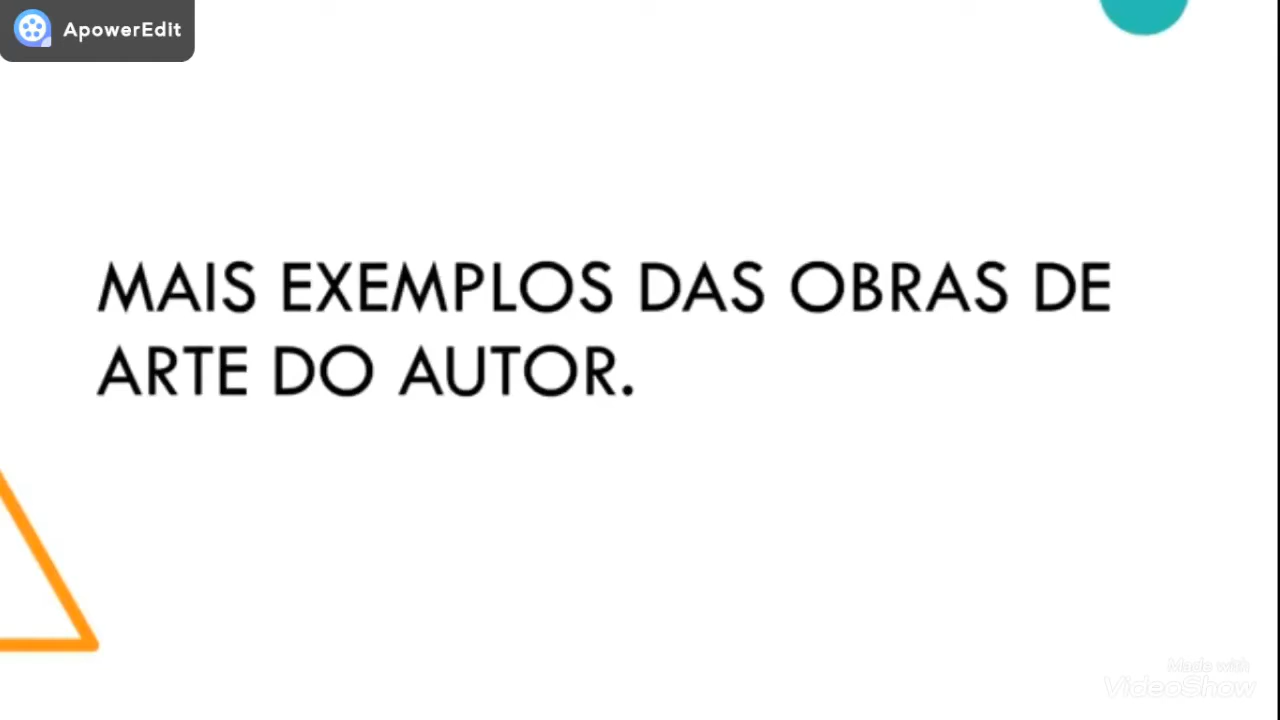 ApowerEdit
MAIS EXEMPLOS DAS OBRAS DE
ARTE DO AUTOR.
Made with
VideoShow